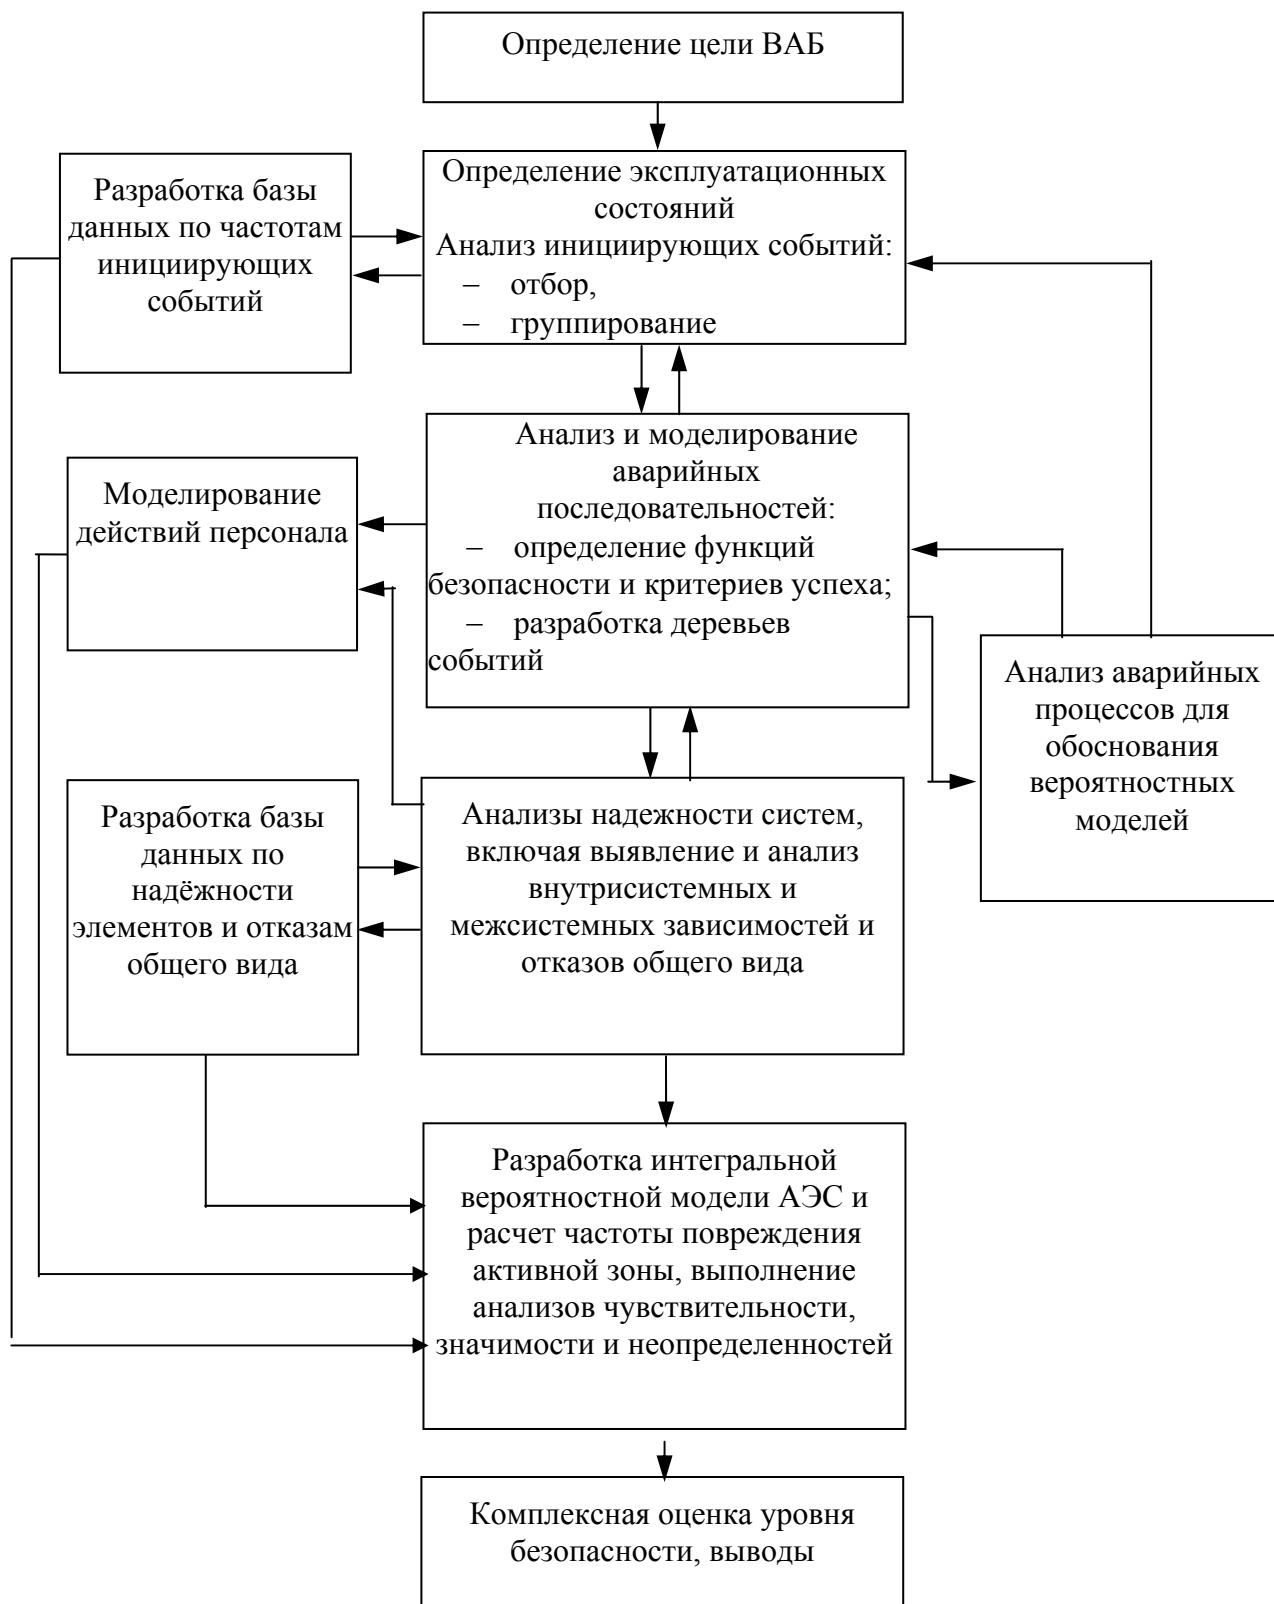 Определение цели ВАБ
Разработка базы
данных по частотам
инициирующих
событий
Определение эксплуатационных
состояний
Анализ инициирующих событий:
– отбор,
– группирование
Анализ и моделирование
аварийных
последовательностей:
– определение функций
безопасности и критериев успеха;
– разработка деревьев
событий
Моделирование
действий персонала
Анализ аварийных
процессов для
обоснования
вероятностных
моделей
Разработка базы
данных по
надёжности
элементов и отказам
общего вида
Анализы надежности систем,
включая выявление и анализ
внутрисистемных и
межсистемных зависимостей и
отказов общего вида
Разработка интегральной
вероятностной модели АЭС и
расчет частоты повреждения
активной зоны, выполнение
анализов чувствительности,
значимости и неопределенностей
Комплексная оценка уровня
безопасности, выводы